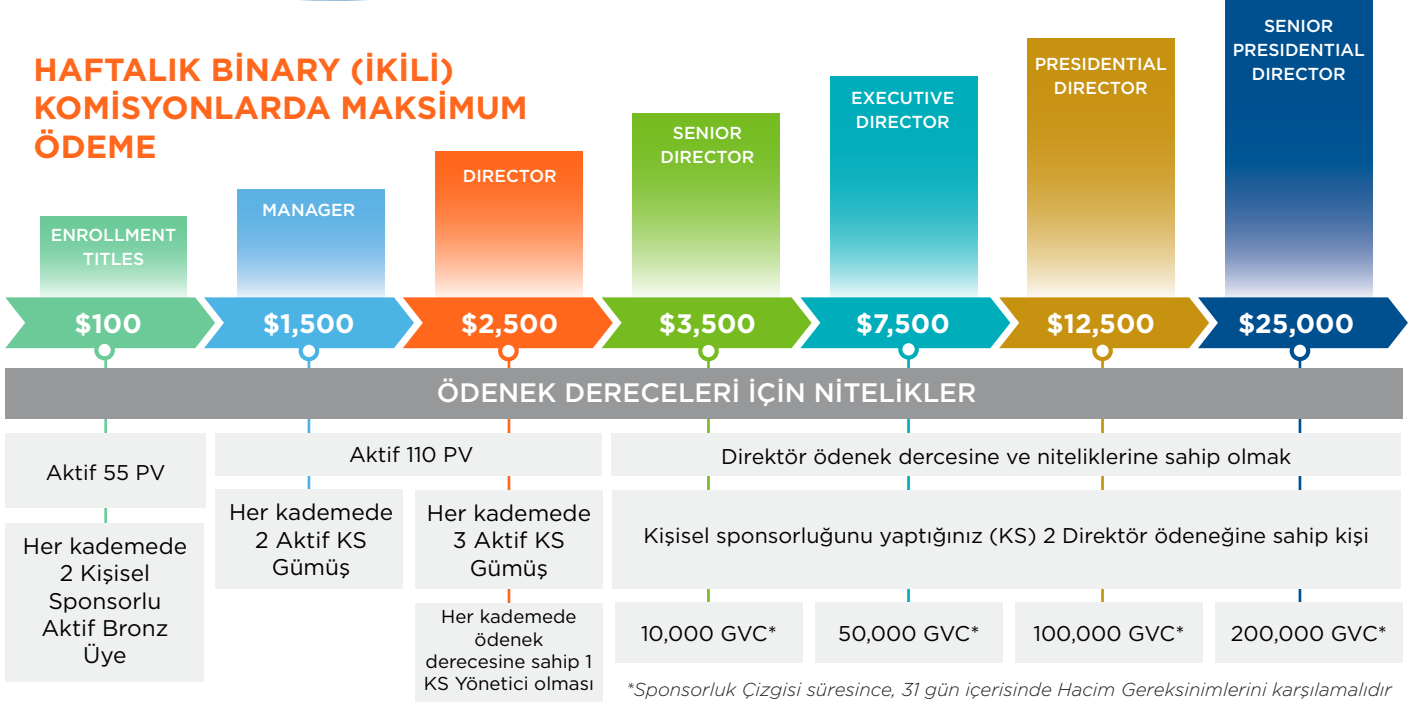 HAFTALIK BİNARY (İKİLİ)
KOMİSYONLARDA MAKSİMUM
ÖDEME
ENROLLMENT
TITLES
MANAGER
DIRECTOR
SENIOR
DIRECTOR
EXECUTIVE
DIRECTOR
PRESIDENTIAL
DIRECTOR
SENIOR
PRESIDENTIAL
DIRECTOR
$100
$1,500
$2,500
$3,500
$7,500
$12,500
$25,000
ÖDENEK DERECELERİ İÇİN NİTELİKLER
Aktif 55 PV
Aktif 110 PV
Direktör ödenek dercesine ve niteliklerine sahip olmak
Her kademede
2 Kişisel
Sponsorlu
Aktif Bronz
Üye
Her kademede
2 Aktif KS
Gümüş
Her kademede
3 Aktif KS
Gümüş
Kişisel sponsorluğunu yaptığınız (KS) 2 Direktör ödeneğine sahip kişi
Her kademede
ödenek
derecesine sahip 1
KS Yönetici olması
10,000 GVC*
50,000 GVC*
100,000 GVC*
200,000 GVC*
*Sponsorluk Çizgisi süresince, 31 gün içerisinde Hacim Gereksinimlerini karşılamalıdır